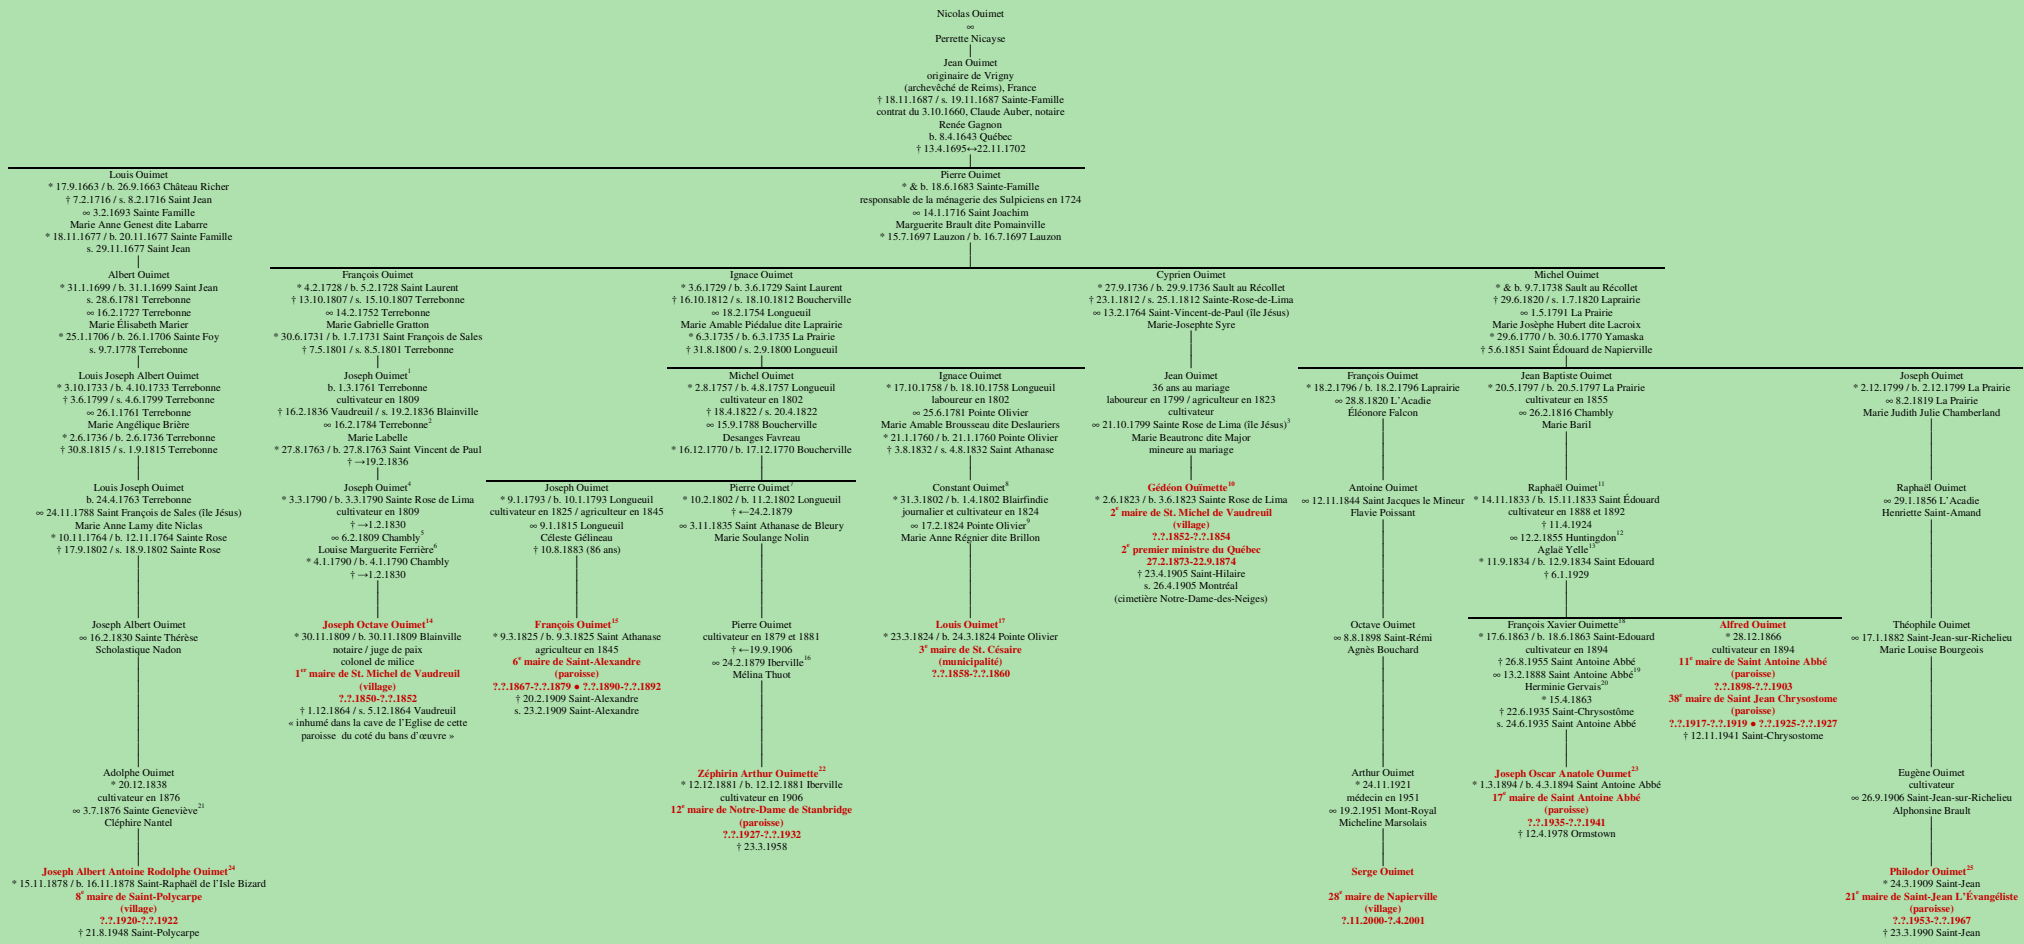 Nicolas Ouimet
∞
Perrette Nicayse
Jean Ouimet
originaire de Vrigny
(archevêché de Reims), France
† 18.11.1687 / s. 19.11.1687 Sainte-Famille
contrat du 3.10.1660, Claude Auber, notaire
Renée Gagnon
b. 8.4.1643 Québec
† 13.4.1695↔22.11.1702
Louis Ouimet
* 17.9.1663 / b. 26.9.1663 Château Richer
† 7.2.1716 / s. 8.2.1716 Saint Jean
∞ 3.2.1693 Sainte Famille
Marie Anne Genest dite Labarre
* 18.11.1677 / b. 20.11.1677 Sainte Famille
s. 29.11.1677 Saint Jean
Pierre Ouimet
* & b. 18.6.1683 Sainte-Famille
responsable de la ménagerie des Sulpiciens en 1724
∞ 14.1.1716 Saint Joachim
Marguerite Brault dite Pomainville
* 15.7.1697 Lauzon / b. 16.7.1697 Lauzon
Albert Ouimet
* 31.1.1699 / b. 31.1.1699 Saint Jean
s. 28.6.1781 Terrebonne
∞ 16.2.1727 Terrebonne
Marie Élisabeth Marier
* 25.1.1706 / b. 26.1.1706 Sainte Foy
s. 9.7.1778 Terrebonne
François Ouimet
* 4.2.1728 / b. 5.2.1728 Saint Laurent
† 13.10.1807 / s. 15.10.1807 Terrebonne
∞ 14.2.1752 Terrebonne
Marie Gabrielle Gratton
* 30.6.1731 / b. 1.7.1731 Saint François de Sales
† 7.5.1801 / s. 8.5.1801 Terrebonne
Ignace Ouimet
* 3.6.1729 / b. 3.6.1729 Saint Laurent
† 16.10.1812 / s. 18.10.1812 Boucherville
∞ 18.2.1754 Longueuil
Marie Amable Piédalue dite Laprairie
* 6.3.1735 / b. 6.3.1735 La Prairie
† 31.8.1800 / s. 2.9.1800 Longueuil
Cyprien Ouimet
* 27.9.1736 / b. 29.9.1736 Sault au Récollet
† 23.1.1812 / s. 25.1.1812 Sainte-Rose-de-Lima
∞ 13.2.1764 Saint-Vincent-de-Paul (île Jésus)
Marie-Josephte Syre
Michel Ouimet
* & b. 9.7.1738 Sault au Récollet
† 29.6.1820 / s. 1.7.1820 Laprairie
∞ 1.5.1791 La Prairie
Marie Josèphe Hubert dite Lacroix
* 29.6.1770 / b. 30.6.1770 Yamaska
† 5.6.1851 Saint Édouard de Napierville
Louis Joseph Albert Ouimet
* 3.10.1733 / b. 4.10.1733 Terrebonne
† 3.6.1799 / s. 4.6.1799 Terrebonne
∞ 26.1.1761 Terrebonne
Marie Angélique Brière
* 2.6.1736 / b. 2.6.1736 Terrebonne
† 30.8.1815 / s. 1.9.1815 Terrebonne
Joseph Ouimet¹
b. 1.3.1761 Terrebonne
cultivateur en 1809
† 16.2.1836 Vaudreuil / s. 19.2.1836 Blainville
∞ 16.2.1784 Terrebonne²
Marie Labelle
* 27.8.1763 / b. 27.8.1763 Saint Vincent de Paul
† →19.2.1836
Michel Ouimet
* 2.8.1757 / b. 4.8.1757 Longueuil
cultivateur en 1802
† 18.4.1822 / s. 20.4.1822
∞ 15.9.1788 Boucherville
Desanges Favreau
* 16.12.1770 / b. 17.12.1770 Boucherville
Ignace Ouimet
* 17.10.1758 / b. 18.10.1758 Longueuil
laboureur en 1802
∞ 25.6.1781 Pointe Olivier
Marie Amable Brousseau dite Deslauriers
* 21.1.1760 / b. 21.1.1760 Pointe Olivier
† 3.8.1832 / s. 4.8.1832 Saint Athanase
Jean Ouimet
36 ans au mariage
laboureur en 1799 / agriculteur en 1823
cultivateur
∞ 21.10.1799 Sainte Rose de Lima (île Jésus)³
Marie Beautronc dite Major
mineure au mariage
François Ouimet
* 18.2.1796 / b. 18.2.1796 Laprairie
∞ 28.8.1820 L'Acadie
Éléonore Falcon
Jean Baptiste Ouimet
* 20.5.1797 / b. 20.5.1797 La Prairie
cultivateur en 1855
∞ 26.2.1816 Chambly
Marie Baril
Joseph Ouimet
* 2.12.1799 / b. 2.12.1799 La Prairie
∞ 8.2.1819 La Prairie
Marie Judith Julie Chamberland
Louis Joseph Ouimet
b. 24.4.1763 Terrebonne
∞ 24.11.1788 Saint François de Sales (île Jésus)
Marie Anne Lamy dite Niclas
* 10.11.1764 / b. 12.11.1764 Sainte Rose
† 17.9.1802 / s. 18.9.1802 Sainte Rose
Joseph Ouimet⁴
* 3.3.1790 / b. 3.3.1790 Sainte Rose de Lima
cultivateur en 1809
† →1.2.1830
∞ 6.2.1809 Chambly⁵
Louise Marguerite Ferrière⁶
* 4.1.1790 / b. 4.1.1790 Chambly
† →1.2.1830
Joseph Ouimet
* 9.1.1793 / b. 10.1.1793 Longueuil
cultivateur en 1825 / agriculteur en 1845
∞ 9.1.1815 Longueuil
Céleste Gélineau
† 10.8.1883 (86 ans)
Pierre Ouimet⁷
* 10.2.1802 / b. 11.2.1802 Longueuil
† ←24.2.1879
∞ 3.11.1835 Saint Athanase de Bleury
Marie Soulange Nolin
Constant Ouimet⁸
* 31.3.1802 / b. 1.4.1802 Blairfindie
journalier et cultivateur en 1824
∞ 17.2.1824 Pointe Olivier⁹
Marie Anne Régnier dite Brillon
Gédéon Ouïmette¹⁰
* 2.6.1823 / b. 3.6.1823 Sainte Rose de Lima
2ᵉ maire de St. Michel de Vaudreuil
(village)
?.?.1852-?.?.1854
2ᵉ premier ministre du Québec
27.2.1873-22.9.1874
† 23.4.1905 Saint-Hilaire
s. 26.4.1905 Montréal
(cimetière Notre-Dame-des-Neiges)
Antoine Ouimet
∞ 12.11.1844 Saint Jacques le Mineur
Flavie Poissant
Raphaël Ouimet¹¹
* 14.11.1833 / b. 15.11.1833 Saint Édouard
cultivateur en 1888 et 1892
† 11.4.1924
∞ 12.2.1855 Huntingdon¹²
Aglaë Yelle¹³
* 11.9.1834 / b. 12.9.1834 Saint Edouard
† 6.1.1929
Raphaël Ouimet
∞ 29.1.1856 L'Acadie
Henriette Saint-Amand
Joseph Albert Ouimet
∞ 16.2.1830 Sainte Thérèse
Scholastique Nadon
Joseph Octave Ouimet¹⁴
* 30.11.1809 / b. 30.11.1809 Blainville
notaire / juge de paix
colonel de milice
1ᵉʳ maire de St. Michel de Vaudreuil
(village)
?.?.1850-?.?.1852
† 1.12.1864 / s. 5.12.1864 Vaudreuil
« inhumé dans la cave de l'Eglise de cette
paroisse du coté du bans d'œuvre »
François Ouimet¹⁵
* 9.3.1825 / b. 9.3.1825 Saint Athanase
agriculteur en 1845
6ᵉ maire de Saint-Alexandre
(paroisse)
?.?.1867-?.?.1879 ● ?.?.1890-?.?.1892
† 20.2.1909 Saint-Alexandre
s. 23.2.1909 Saint-Alexandre
Pierre Ouimet
cultivateur en 1879 et 1881
† ←19.9.1906
∞ 24.2.1879 Iberville¹⁶
Mélina Thuot
Louis Ouimet¹⁷
* 23.3.1824 / b. 24.3.1824 Pointe Olivier
3ᵉ maire de St. Césaire
(municipalité)
?.?.1858-?.?.1860
Octave Ouimet
∞ 8.8.1898 Saint-Rémi
Agnès Bouchard
François Xavier Ouimette¹⁸
* 17.6.1863 / b. 18.6.1863 Saint-Edouard
cultivateur en 1894
† 26.8.1955 Saint Antoine Abbé
∞ 13.2.1888 Saint Antoine Abbé¹⁹
Herminie Gervais²⁰
* 15.4.1863
† 22.6.1935 Saint-Chrysostôme
s. 24.6.1935 Saint Antoine Abbé
Alfred Ouimet
* 28.12.1866
cultivateur en 1894
11ᵉ maire de Saint Antoine Abbé
(paroisse)
?.?.1898-?.?.1903
38ᵉ maire de Saint Jean Chrysostome
(paroisse)
?.?.1917-?.?.1919 ● ?.?.1925-?.?.1927
† 12.11.1941 Saint-Chrysostome
Théophile Ouimet
∞ 17.1.1882 Saint-Jean-sur-Richelieu
Marie Louise Bourgeois
Adolphe Ouimet
* 20.12.1838
cultivateur en 1876
∞ 3.7.1876 Sainte Geneviève²¹
Cléphire Nantel
Zéphirin Arthur Ouimette²²
* 12.12.1881 / b. 12.12.1881 Iberville
cultivateur en 1906
12ᵉ maire de Notre-Dame de Stanbridge
(paroisse)
?.?.1927-?.?.1932
† 23.3.1958
Arthur Ouimet
* 24.11.1921
médecin en 1951
∞ 19.2.1951 Mont-Royal
Micheline Marsolais
Joseph Oscar Anatole Ouimet²³
* 1.3.1894 / b. 4.3.1894 Saint Antoine Abbé
17ᵉ maire de Saint Antoine Abbé
(paroisse)
?.?.1935-?.?.1941
† 12.4.1978 Ormstown
Eugène Ouimet
cultivateur
∞ 26.9.1906 Saint-Jean-sur-Richelieu
Alphonsine Brault
Joseph Albert Antoine Rodolphe Ouimet²⁴
* 15.11.1878 / b. 16.11.1878 Saint-Raphaël de l'Isle Bizard
8ᵉ maire de Saint-Polycarpe
(village)
?.?.1920-?.?.1922
† 21.8.1948 Saint-Polycarpe
Serge Ouimet
28ᵉ maire de Napierville
(village)
?.11.2000-?.4.2001
Philodor Ouimet²⁵
* 24.3.1909 Saint-Jean
21ᵉ maire de Saint-Jean L'Évangéliste
(paroisse)
?.?.1953-?.?.1967
† 23.3.1990 Saint-Jean